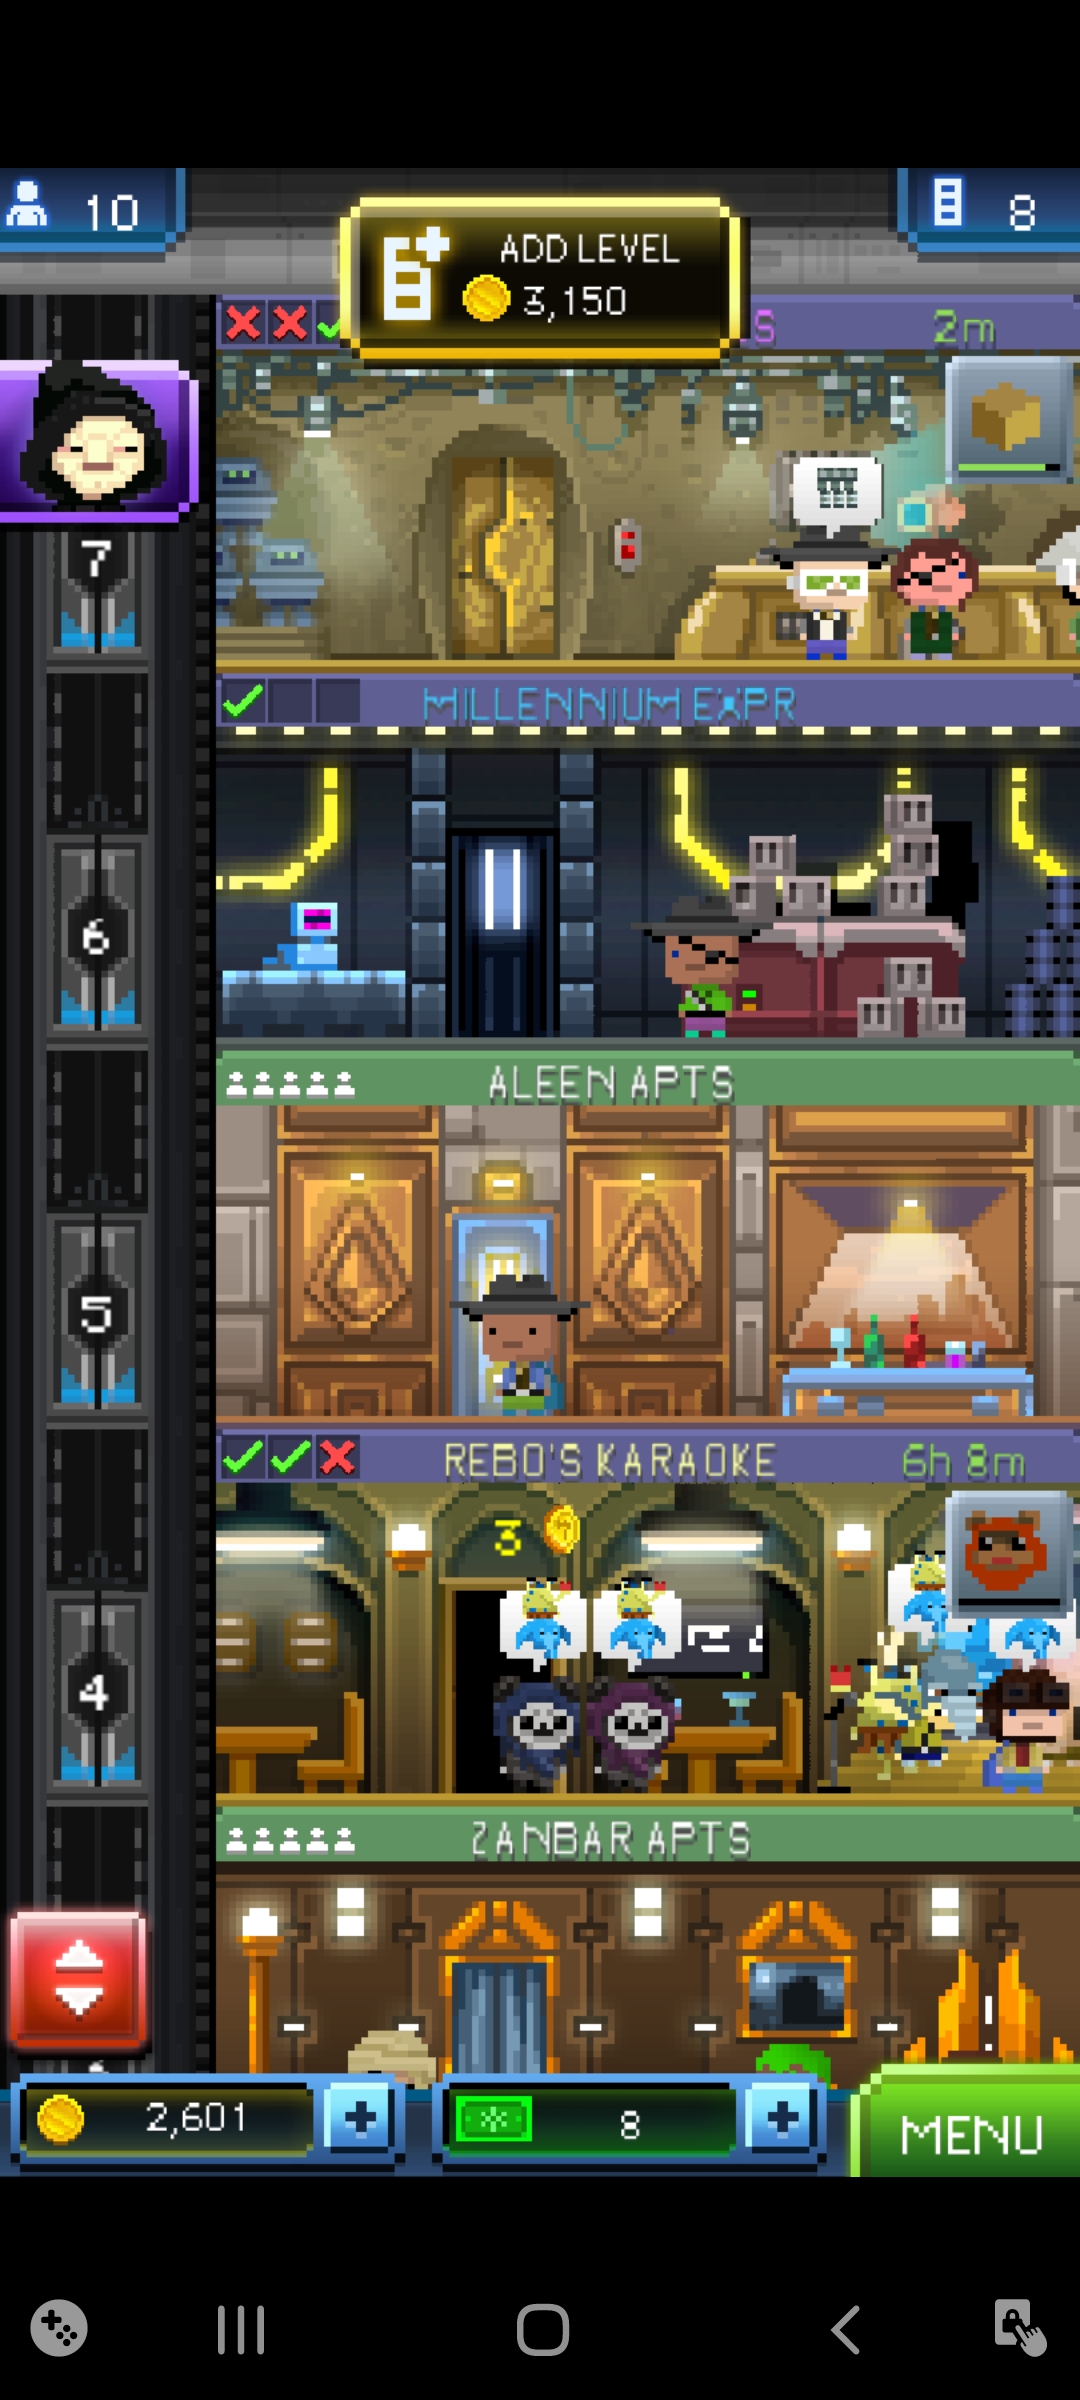 10
8
ADD LEVEL
3,150
S
2m
7
MILLENNIUM EXPR
6
ALEEN APTS
5
REBO'S KARAOKE
6h 8m
3
4
ZANBAR APTS
2,601
8
MENU